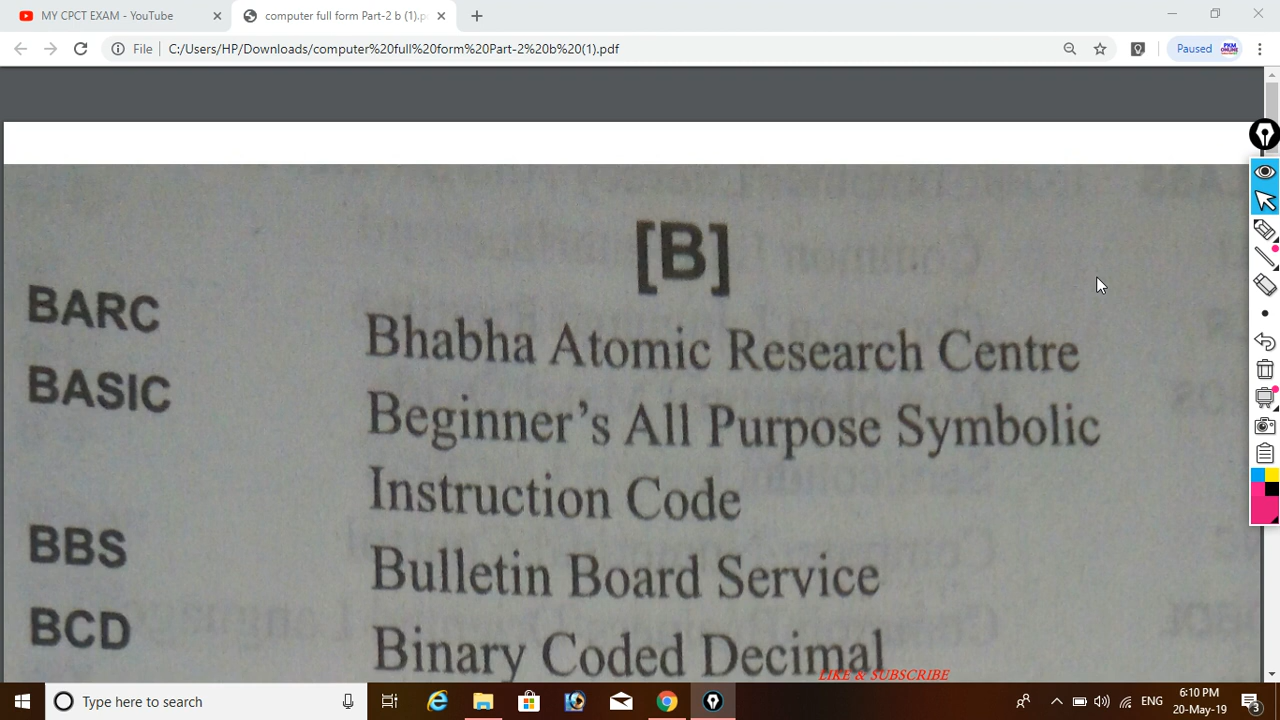 MY CPCT EXAM - YouTube
computer full form Part-2 b (1).pd
File
C:/Users/HP/Downloads/computer%20full%20form%20Part-2%20b%20(1).pdf
Paused
[B]
BARC Bhabha Atomic Research Centre
BASIC Beginner’s All Purpose Symbolic
Instruction Code
BBS Bulletin Board Service
BCD Binary Coded Decimal
LIKE & SUBSCRIBE
Type here to search
ENG
6:10 PM
20-May-19
3